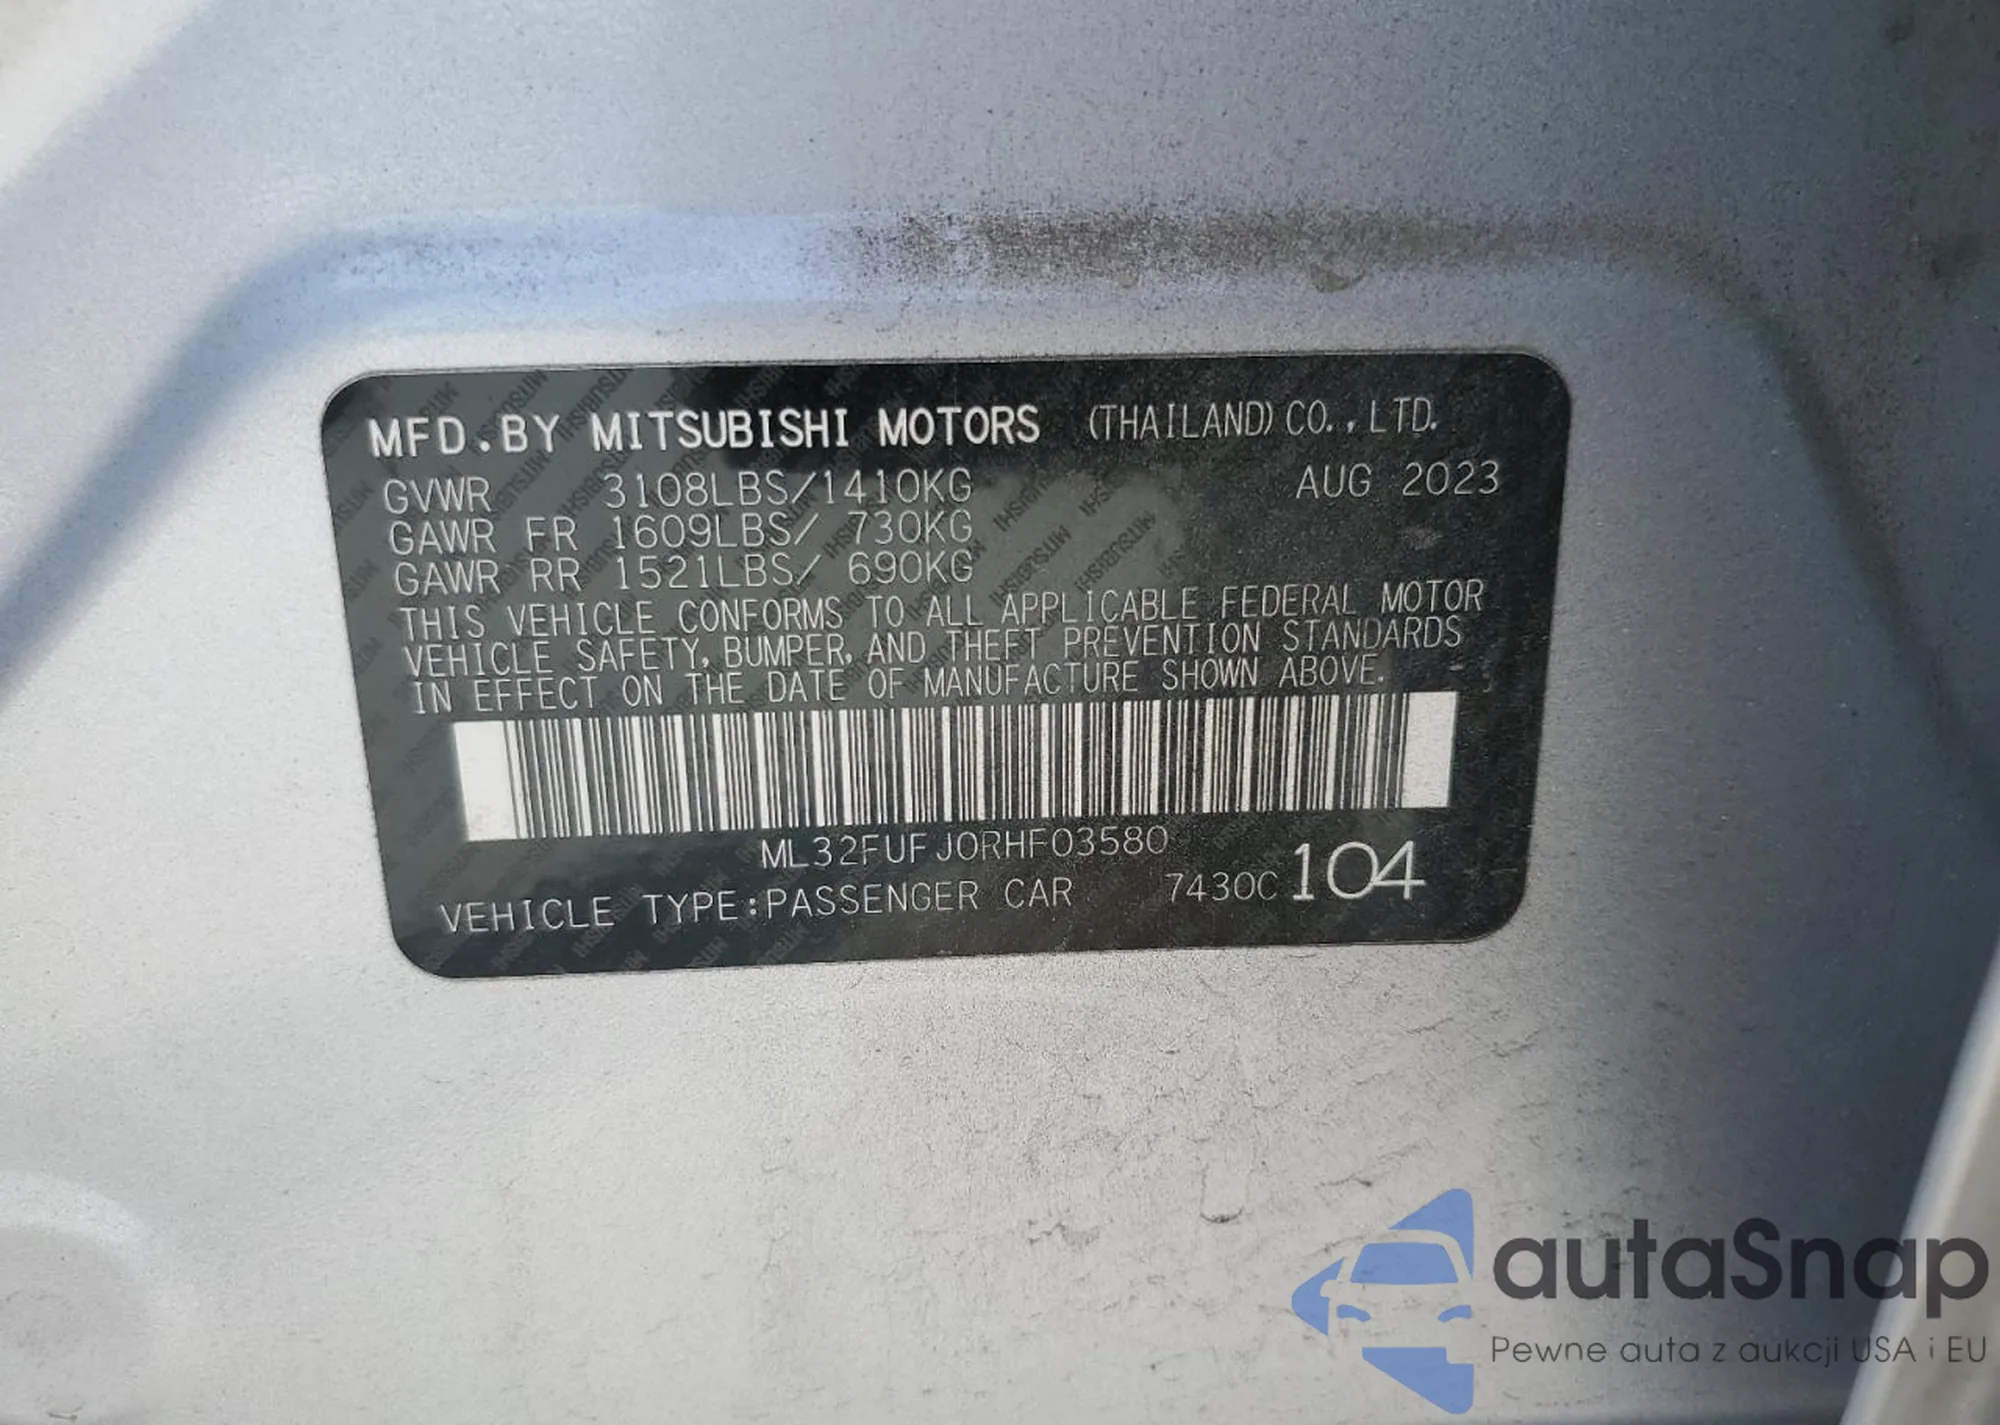 MFD.BY MITSUBISHI MOTORS (THAILAND)CO.,LTD.
GVWR 3108LBS/1410KG AUG 2023
GAWR FR 1609LBS/ 730KG
GAWR RR 1521LBS/ 690KG
THIS VEHICLE CONFORMS TO ALL APPLICABLE FEDERAL MOTOR
VEHICLE SAFETY, BUMPER, AND THEFT PREVENTION STANDARDS
IN EFFECT ON THE DATE OF MANUFACTURE SHOWN ABOVE.
ML32FUFJ0RHF03580
VEHICLE TYPE:PASSENGER CAR 7430C 104
autaSnap
Pewne auta z aukcji USA i EU